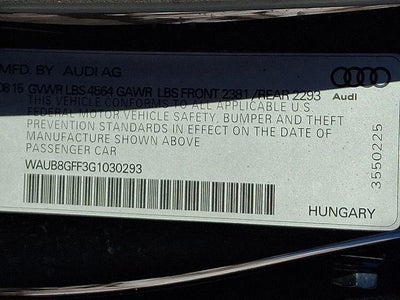 MFD. BY AUDI AG
08 15 GVWR LBS 4564 GAWR LBS FRONT 2381 /REAR 2293
Audi
THIS VEHICLE CONFORMS TO ALL APPLICABLE U.S.
FEDERAL MOTOR VEHICLE SAFETY, BUMPER AND THEFT
PREVENTION STANDARDS IN EFFECT ON THE DATE
OF MANUFACTURE SHOWN ABOVE
PASSENGER CAR
WAUB8GFF3G1030293
3550225
HUNGARY